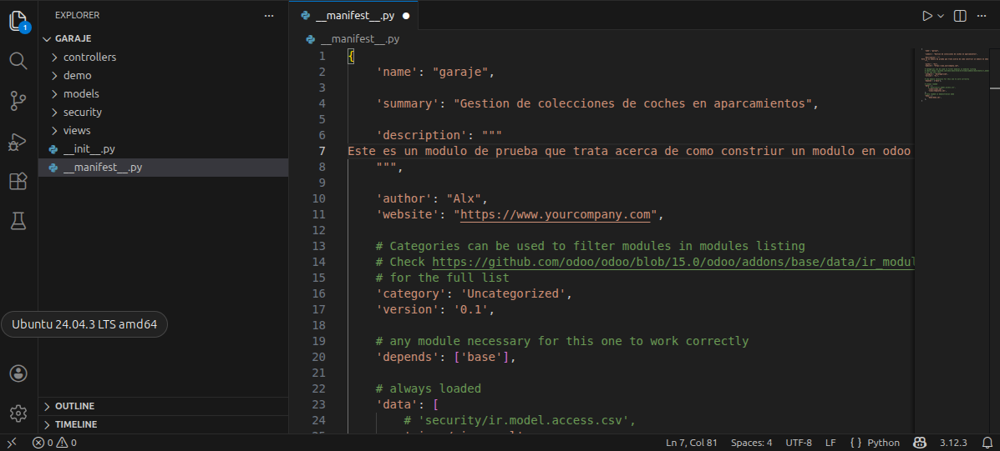 EXPLORER
GARAJE
controllers
demo
models
security
views
__init__.py
__manifest__.py
OUTLINE
TIMELINE
1
Ubuntu 24.04.3 LTS amd64
__manifest__.py
__manifest__.py
1 {
2 'name': "garaje",
3
4 'summary': "Gestion de colecciones de coches en aparcamientos",
5
6 'description': """
7 Este es un modulo de prueba que trata acerca de como constriur un modulo en odoo
8 """,
9
10 'author': "Alx",
11 'website': "https://www.yourcompany.com",
12
13 # Categories can be used to filter modules in modules listing
14 # Check https://github.com/odoo/odoo/blob/15.0/odoo/addons/base/data/ir_modul
15 # for the full list
16 'category': 'Uncategorized',
17 'version': '0.1',
18
19 # any module necessary for this one to work correctly
20 'depends': ['base'],
21
22 # always loaded
23 'data': [
24 # 'security/ir.model.access.csv',
0 0
Ln 7, Col 81
Spaces: 4
UTF-8
LF
{ } Python
3.12.3